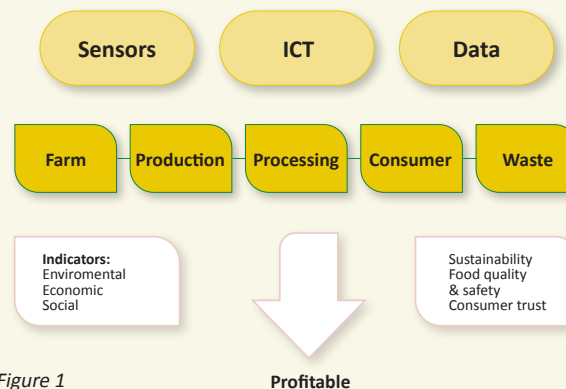 Sensors ICT Data
Farm Production Processing Consumer Waste
Indicators:
Enviromental
Economic
Social
Sustainability
Food quality
& safety
Consumer trust
Figure 1
Profitable